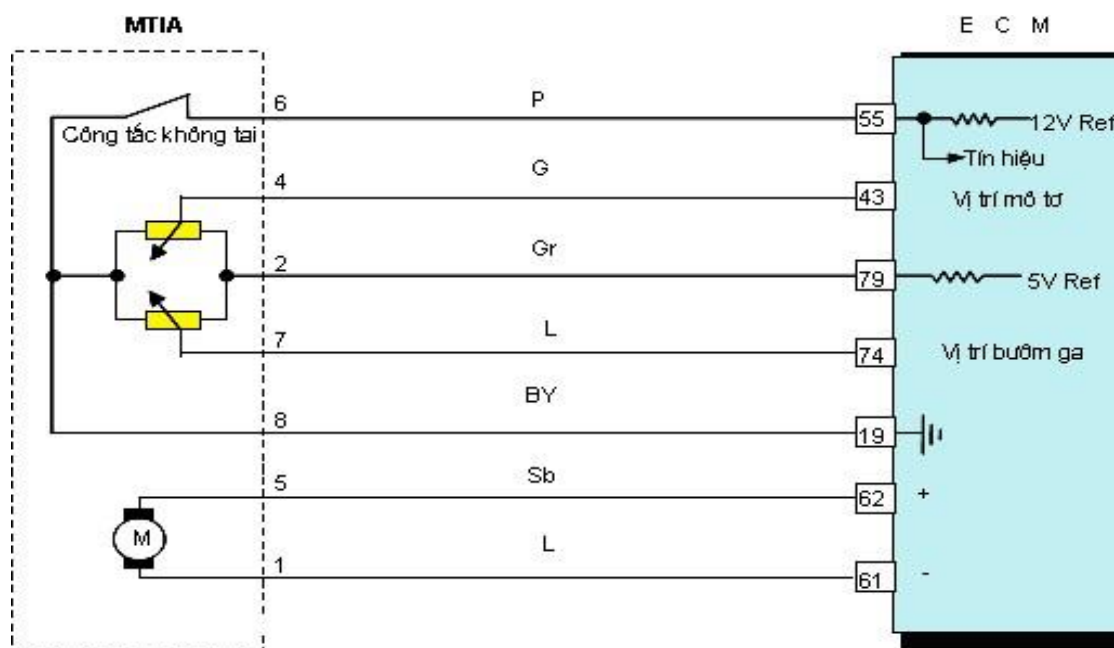 MTIA
E C M
6
P
55
12V Ref
Công tắc không tai
Tín hiệu
4
G
43
Vị trí mô tơ
2
Gr
79
5V Ref
7
L
74
Vị trí bướm ga
8
BY
19
5
Sb
62
+
M
1
L
61
-